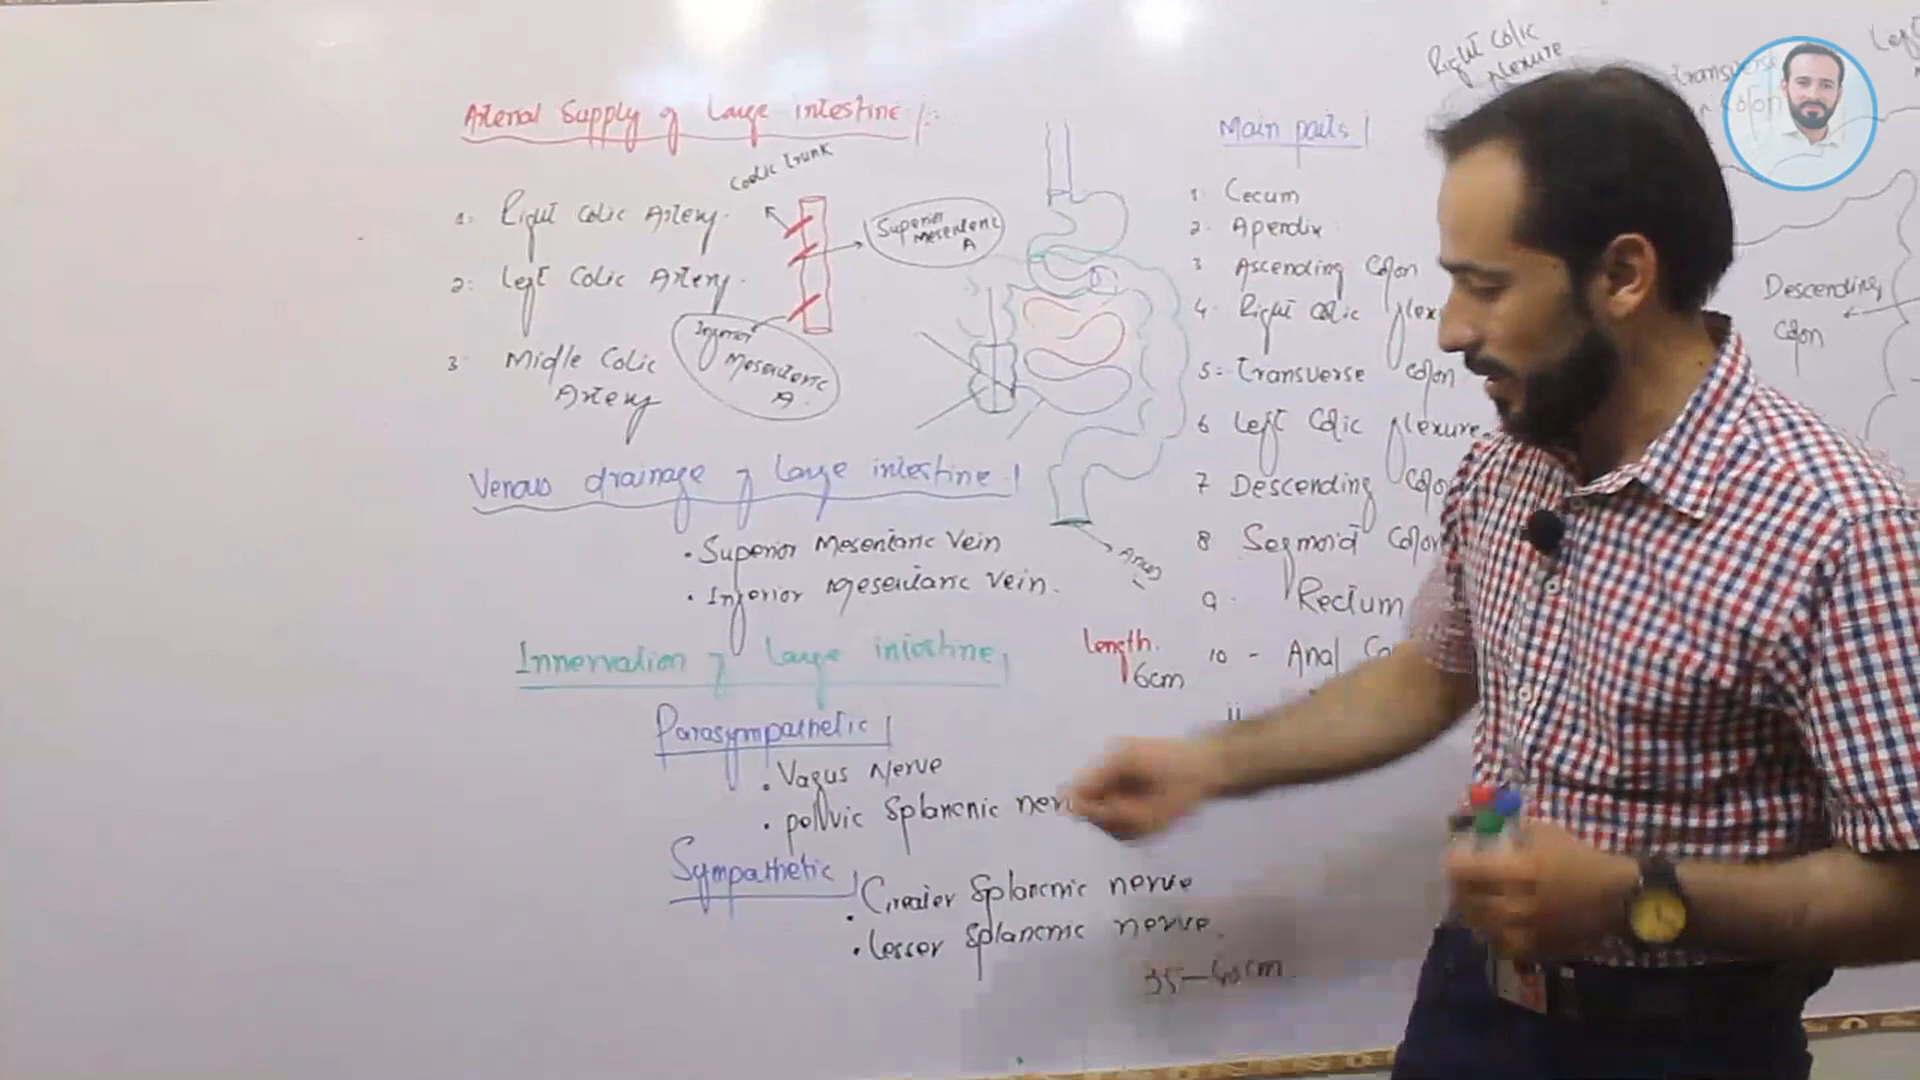 Arterial Supply of Large intestine
1. Right Colic Artery.
2. Left Colic Artery.
3. Midle Colic
Artery
Coelic trunk
Superior
Mesenteric
A
Inferior
Mesenteric
A.
Venous drainage of Large intestine
• Superior Mesentaric Vein
• Inferior Mesentaric Vein.
Innervation of Large intestine
Parasympathetic
• Vagus Nerve
• pelvic Splancnic
Sympathetic
• Greater Splancnic nerve
• Lesser Splancnic nerve.
35-40cm
Anus
Main parts
1. Cecum
2. Apendix
3 Ascending Colon
4. Right Colic
5. Transverse Colon
6 Left Colic flexure
7 Descending Colon
8 Segmoid Colon
9. Rectum
10 - Anal
11
Length.
6cm
Right Colic
flexure
transverse
Colon
Descending
Colon